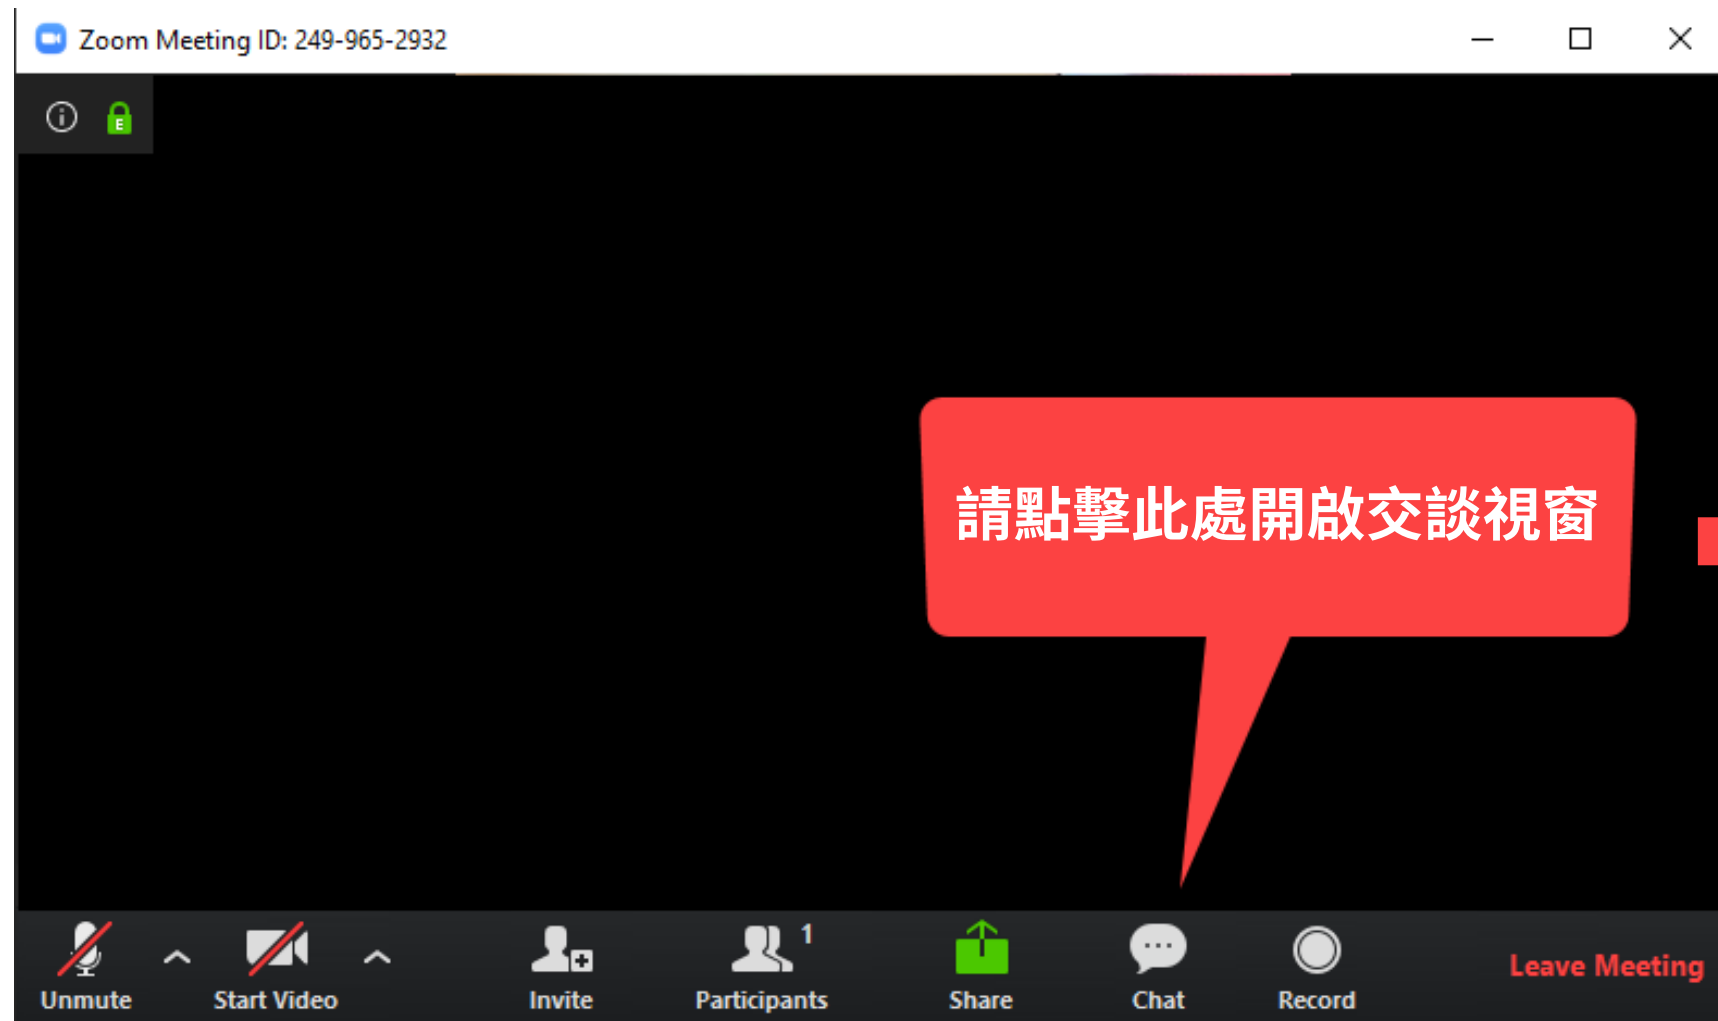 Zoom Meeting ID: 249-965-2932
E
請點擊此處開啟交談視窗
1
Unmute
Start Video
Invite
Participants
Share
Chat
Record
Leave Meeting